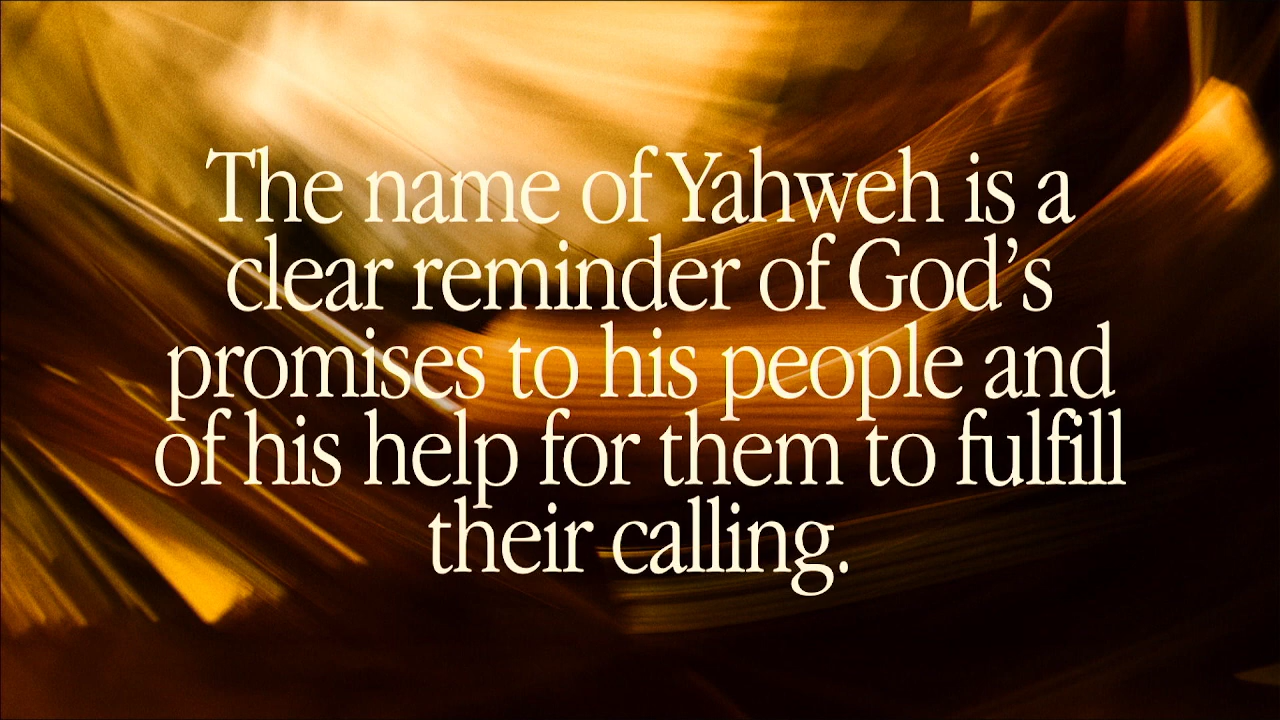 The name of Yahweh is a
clear reminder of God’s
promises to his people and
of his help for them to fulfill
their calling.